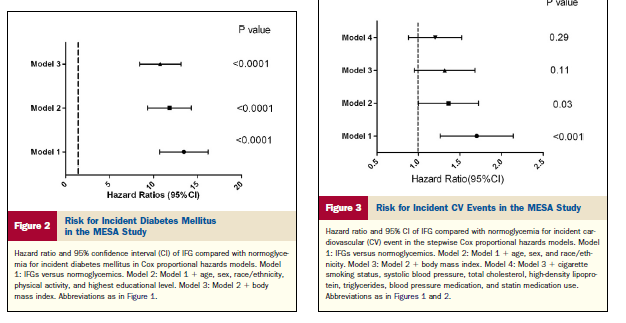 P value
Model 3
<0.0001
Model 2
<0.0001
<0.0001
Model 1
0
5
10
15
20
Hazard Ratios (95%CI)
Figure 2
Risk for Incident Diabetes Mellitus
in the MESA Study
Hazard ratio and 95% confidence interval (CI) of IFG compared with normoglyce-
mia for incident diabetes mellitus in Cox proportional hazards models. Model
1: IFGs versus normoglycemics. Model 2: Model 1 + age, sex, race/ethnicity,
physical activity, and highest educational level. Model 3: Model 2 + body
mass index. Abbreviations as in Figure 1.
P value
Model 4
0.29
Model 3
0.11
Model 2
0.03
Model 1
<0.001
0.5
1.0
1.5
2.0
2.5
Hazard Ratio(95%CI)
Figure 3
Risk for Incident CV Events in the MESA Study
Hazard ratio and 95% CI of IFG compared with normoglycemia for incident car-
diovascular (CV) event in the stepwise Cox proportional hazards models. Model
1: IFGs versus normoglycemics. Model 2: Model 1 + age, sex, and race/eth-
nicity. Model 3: Model 2 + body mass index. Model 4: Model 3 + cigarette
smoking status, systolic blood pressure, total cholesterol, high-density lipopro-
tein, triglycerides, blood pressure medication, and statin medication use.
Abbreviations as in Figures 1 and 2.